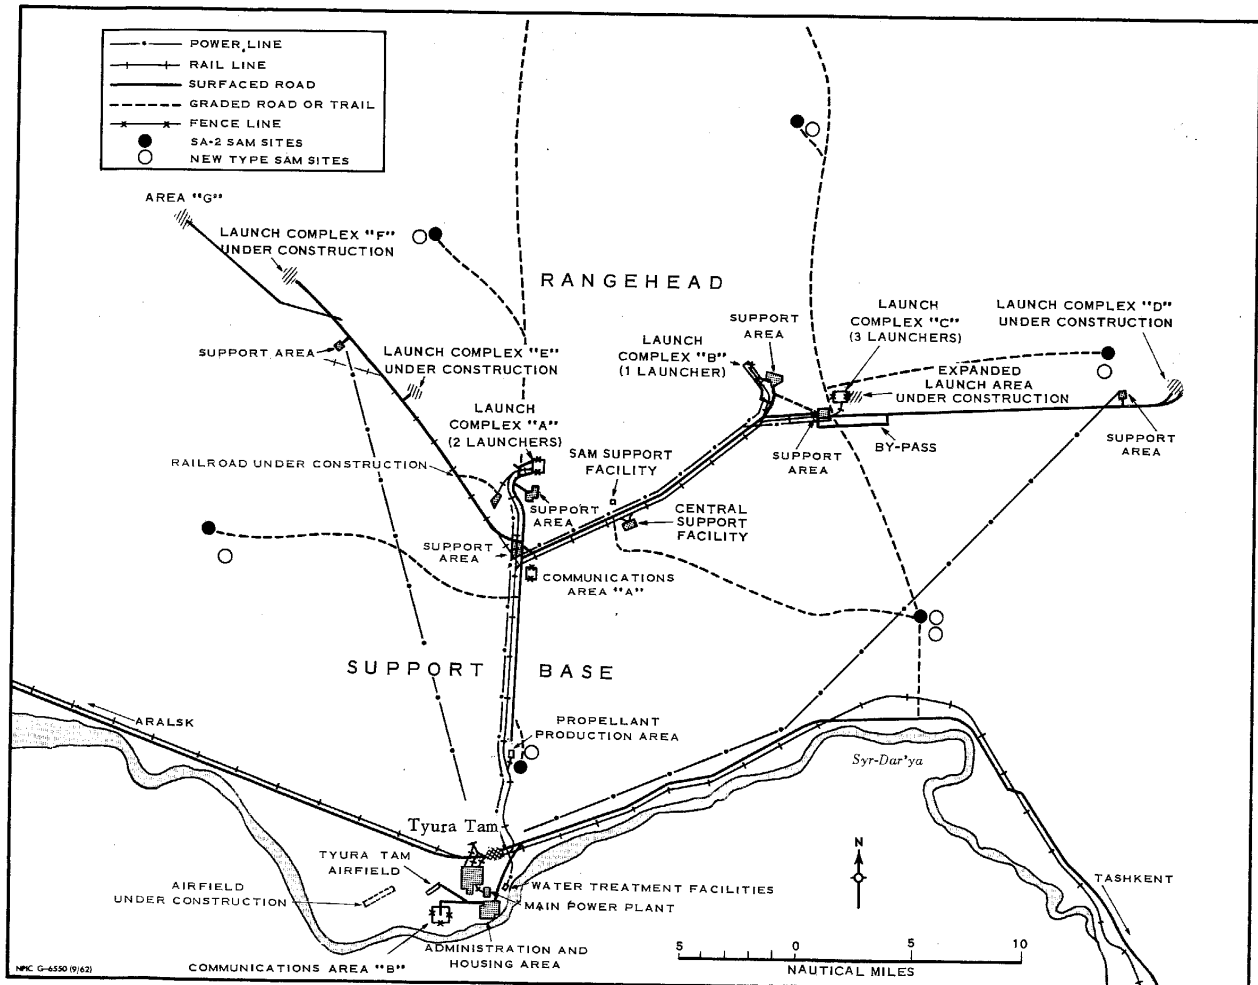 POWER LINE
RAIL LINE
SURFACED ROAD
GRADED ROAD OR TRAIL
FENCE LINE
SA-2 SAM SITES
NEW TYPE SAM SITES
AREA "G"
LAUNCH COMPLEX "F"
UNDER CONSTRUCTION
RANGEHEAD
SUPPORT AREA
LAUNCH COMPLEX "E"
UNDER CONSTRUCTION
LAUNCH
COMPLEX "B"
(1 LAUNCHER)
SUPPORT
AREA
LAUNCH
COMPLEX "C"
(3 LAUNCHERS)
LAUNCH COMPLEX "D"
UNDER CONSTRUCTION
EXPANDED
LAUNCH AREA
UNDER CONSTRUCTION
LAUNCH
COMPLEX "A"
(2 LAUNCHERS)
RAILROAD UNDER CONSTRUCTION
SAM SUPPORT
FACILITY
SUPPORT
AREA
BY-PASS
SUPPORT
AREA
SUPPORT
AREA
CENTRAL
SUPPORT
FACILITY
SUPPORT
AREA
COMMUNICATIONS
AREA "A"
SUPPORT BASE
ARALSK
PROPELLANT
PRODUCTION AREA
Syr-Dar'ya
Tyura Tam
TYURA TAM
AIRFIELD
AIRFIELD
UNDER CONSTRUCTION
WATER TREATMENT FACILITIES
MAIN POWER PLANT
ADMINISTRATION AND
HOUSING AREA
COMMUNICATIONS AREA "B"
N
TASHKENT
5 0 5 10
NAUTICAL MILES
NPIC G-6550 (9/62)